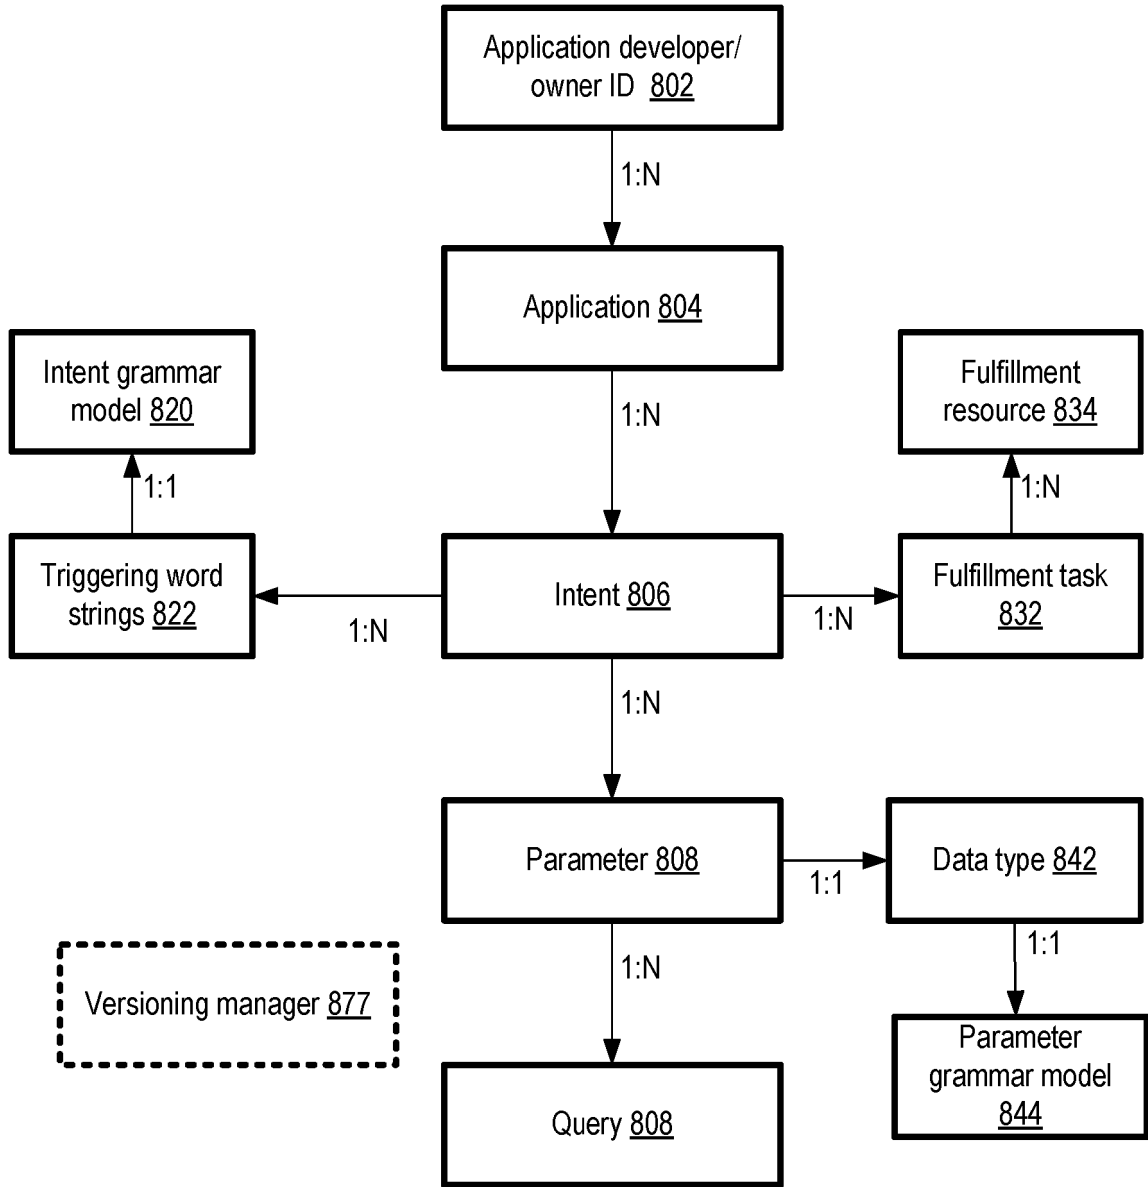 Application developer/
owner ID 802
1:N
Application 804
1:N
Intent grammar
model 820
1:1
Fulfillment
resource 834
1:N
Triggering word
strings 822
1:N
Intent 806
1:N
Fulfillment task
832
1:N
Parameter 808
1:1
Data type 842
1:1
1:N
Versioning manager 877
Parameter
grammar model
844
Query 808